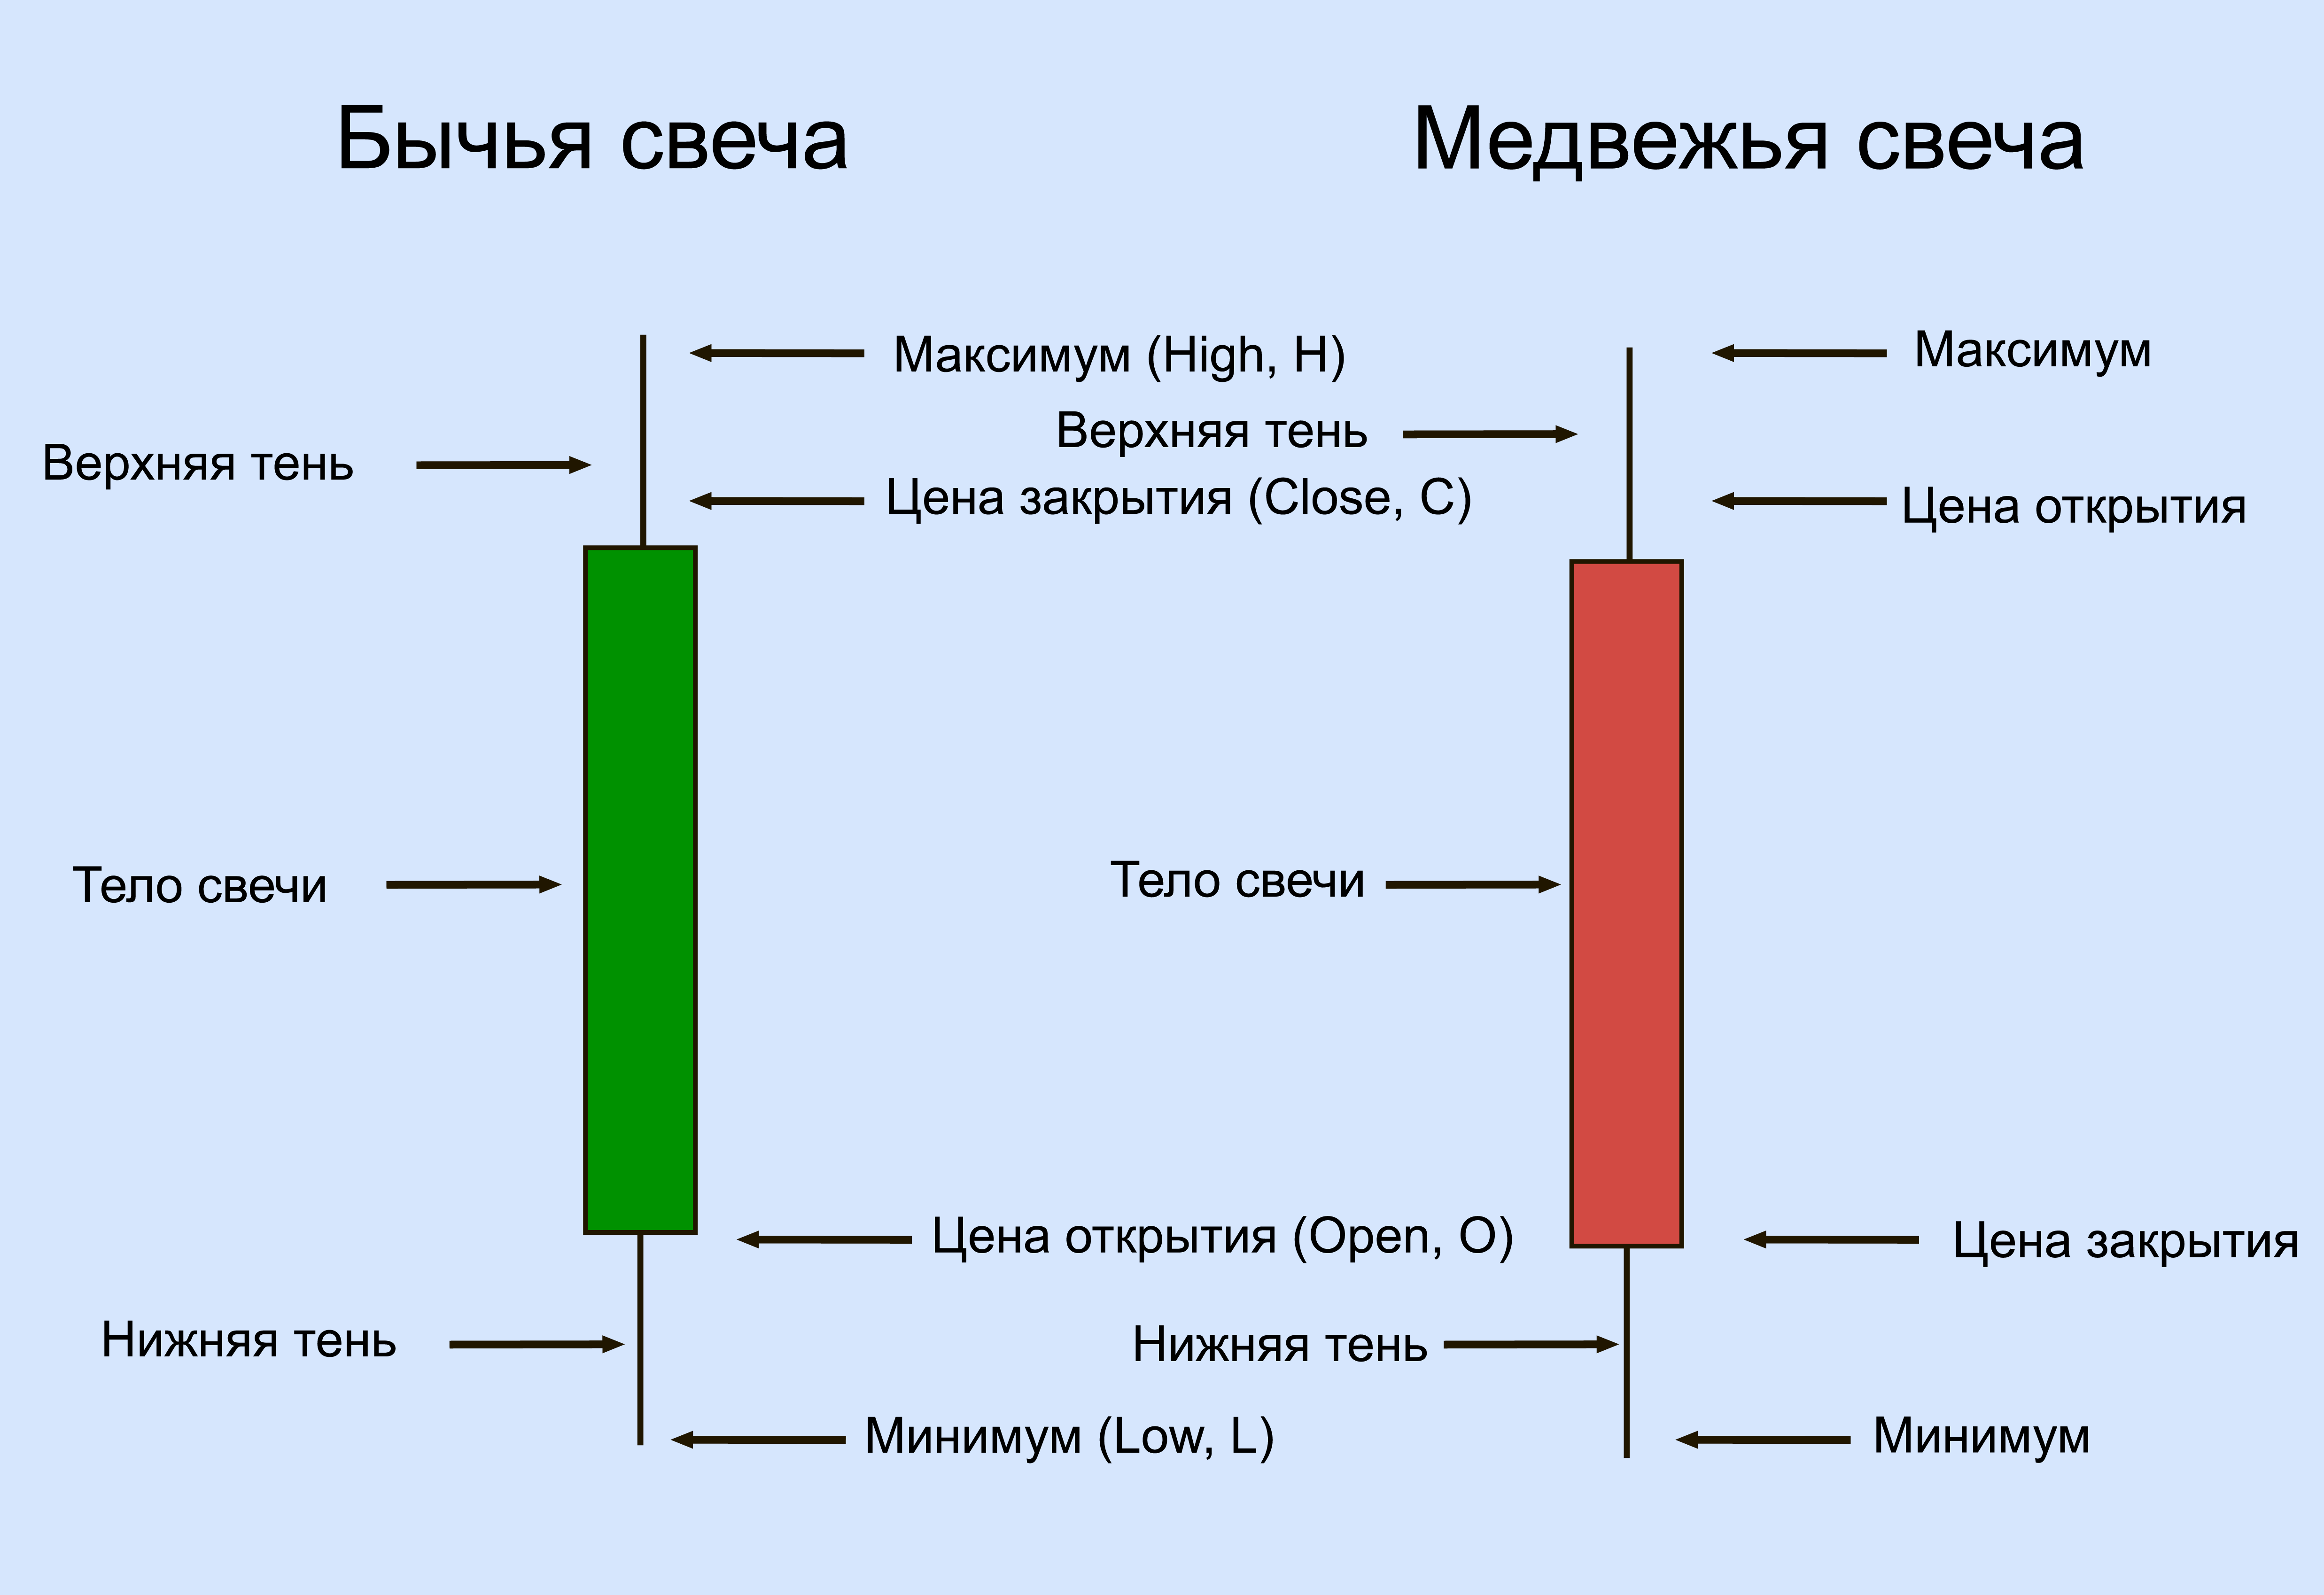 Бычья свеча
Медвежья свеча
Максимум (High, H)
Максимум
Верхняя тень
Верхняя тень
Цена закрытия (Close, C)
Цена открытия
Тело свечи
Тело свечи
Цена открытия (Open, O)
Цена закрытия
Нижняя тень
Нижняя тень
Минимум (Low, L)
Минимум